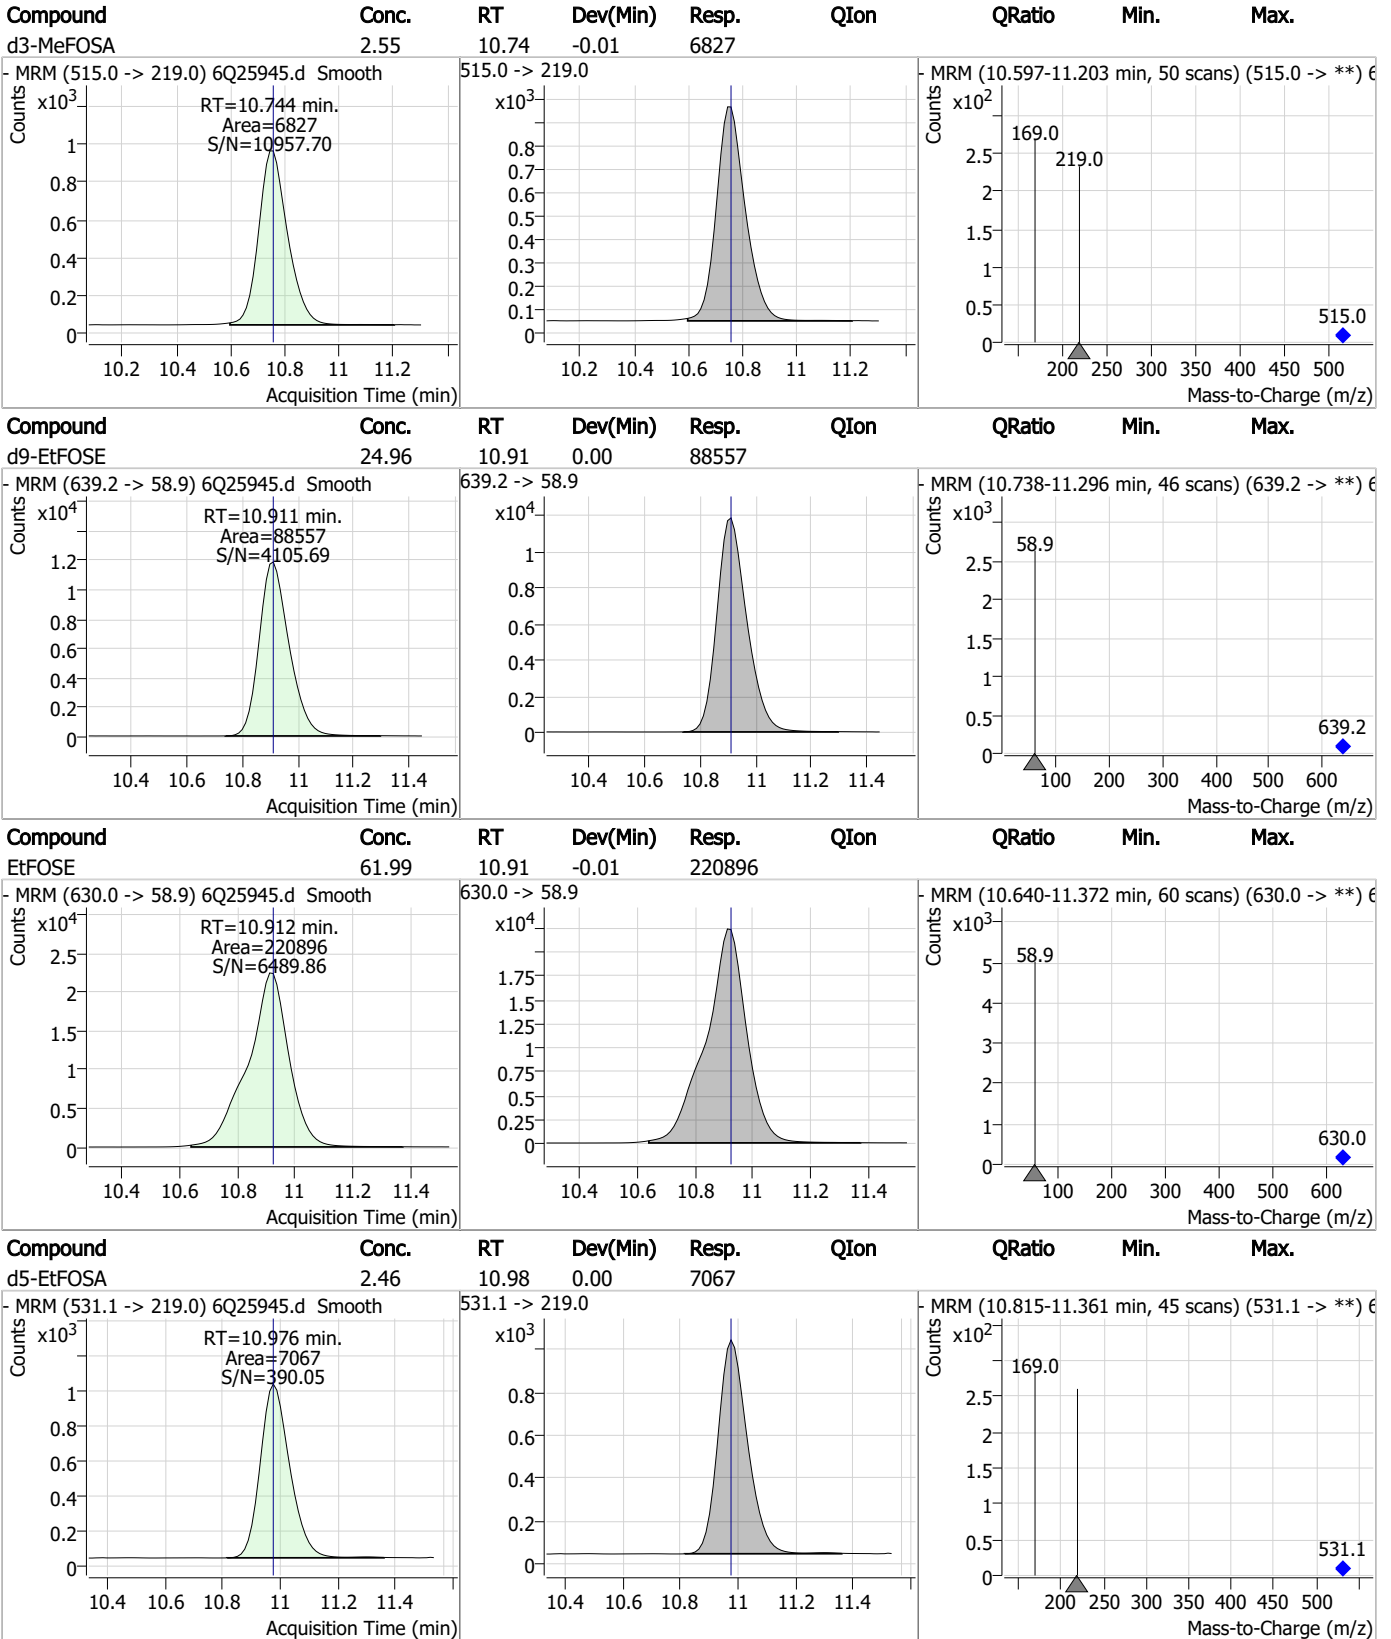 Compound Conc. RT Dev(Min) Resp. QIon QRatio Min. Max.
d3-MeFOSA 2.55 10.74 -0.01 6827
- MRM (515.0 -> 219.0) 6Q25945.d Smooth
Counts
x10³
RT=10.744 min.
Area=6827
S/N=10957.70
1
0.8
0.6
0.4
0.2
0
10.2 10.4 10.6 10.8 11 11.2
Acquisition Time (min)
515.0 -> 219.0
x10³
0.8
0.7
0.6
0.5
0.4
0.3
0.2
0.1
0
10.2 10.4 10.6 10.8 11 11.2
- MRM (10.597-11.203 min, 50 scans) (515.0 -> **) 6
Counts
x10²
169.0
219.0
2.5
2
1.5
1
0.5
0
515.0
200 250 300 350 400 450 500
Mass-to-Charge (m/z)
Compound Conc. RT Dev(Min) Resp. QIon QRatio Min. Max.
d9-EtFOSE 24.96 10.91 0.00 88557
- MRM (639.2 -> 58.9) 6Q25945.d Smooth
Counts
x10⁴
RT=10.911 min.
Area=88557
S/N=4105.69
1.2
1
0.8
0.6
0.4
0.2
0
10.4 10.6 10.8 11 11.2 11.4
Acquisition Time (min)
639.2 -> 58.9
x10⁴
1
0.8
0.6
0.4
0.2
0
10.4 10.6 10.8 11 11.2 11.4
- MRM (10.738-11.296 min, 46 scans) (639.2 -> **) 6
Counts
x10³
58.9
2.5
2
1.5
1
0.5
0
639.2
100 200 300 400 500 600
Mass-to-Charge (m/z)
Compound Conc. RT Dev(Min) Resp. QIon QRatio Min. Max.
EtFOSE 61.99 10.91 -0.01 220896
- MRM (630.0 -> 58.9) 6Q25945.d Smooth
Counts
x10⁴
RT=10.912 min.
Area=220896
S/N=6489.86
2.5
2
1.5
1
0.5
0
10.4 10.6 10.8 11 11.2 11.4
Acquisition Time (min)
630.0 -> 58.9
x10⁴
1.75
1.5
1.25
1
0.75
0.5
0.25
0
10.4 10.6 10.8 11 11.2 11.4
- MRM (10.640-11.372 min, 60 scans) (630.0 -> **) 6
Counts
x10³
58.9
5
4
3
2
1
0
630.0
100 200 300 400 500 600
Mass-to-Charge (m/z)
Compound Conc. RT Dev(Min) Resp. QIon QRatio Min. Max.
d5-EtFOSA 2.46 10.98 0.00 7067
- MRM (531.1 -> 219.0) 6Q25945.d Smooth
Counts
x10³
RT=10.976 min.
Area=7067
S/N=390.05
1
0.8
0.6
0.4
0.2
0
10.4 10.6 10.8 11 11.2 11.4
Acquisition Time (min)
531.1 -> 219.0
x10³
0.8
0.6
0.4
0.2
0
10.4 10.6 10.8 11 11.2 11.4
- MRM (10.815-11.361 min, 45 scans) (531.1 -> **) 6
Counts
x10²
169.0
2.5
2
1.5
1
0.5
0
531.1
200 250 300 350 400 450 500
Mass-to-Charge (m/z)